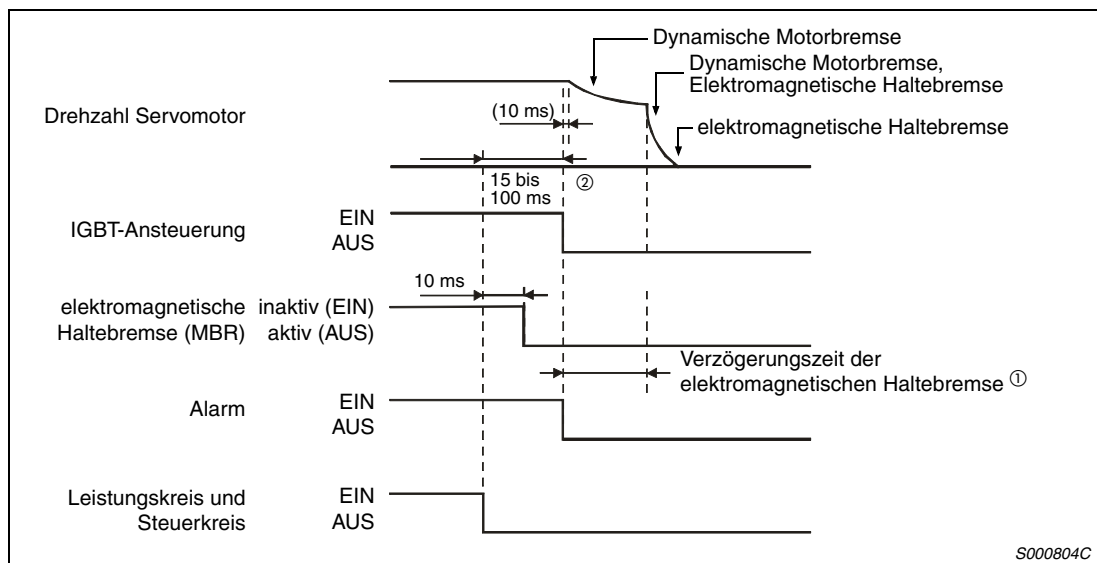 Dynamische Motorbremse
Dynamische Motorbremse,
Elektromagnetische Haltebremse
Drehzahl Servomotor
(10 ms)
elektromagnetische Haltebremse
15 bis
100 ms
②
IGBT-Ansteuerung
EIN
AUS
10 ms
elektromagnetische inaktiv (EIN)
Haltebremse (MBR) aktiv (AUS)
Verzögerungszeit der
elektromagnetischen Haltebremse ①
Alarm
EIN
AUS
Leistungskreis und
Steuerkreis
EIN
AUS
S000804C